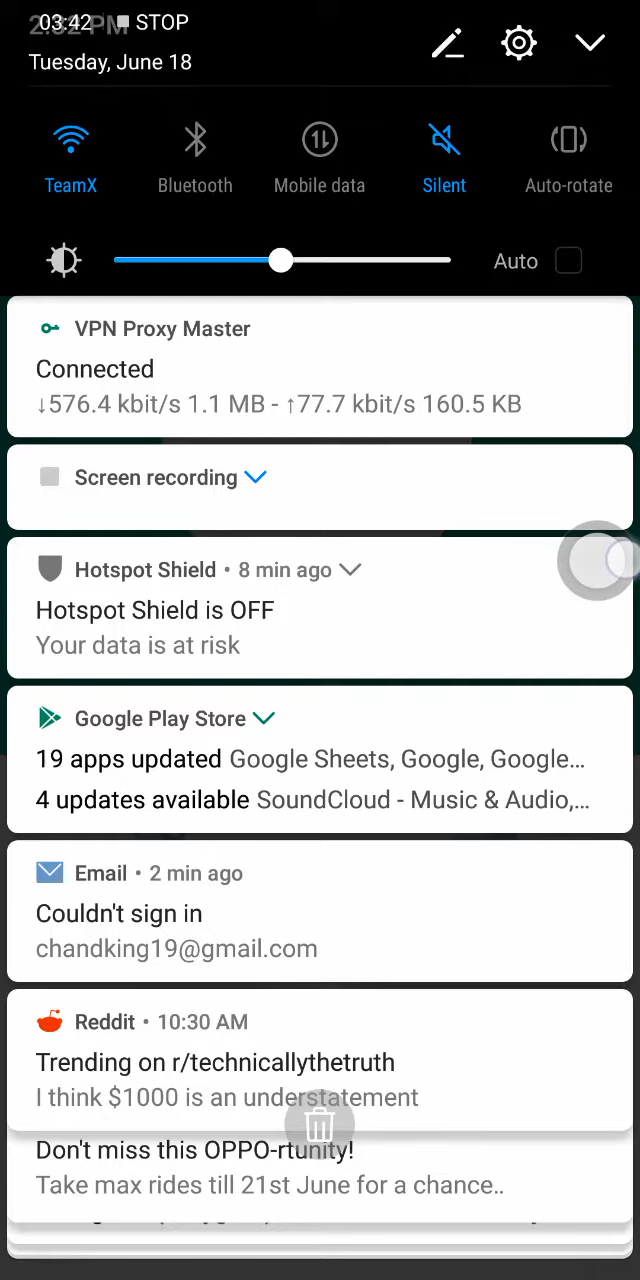 2:32 PM
03:42 STOP
Tuesday, June 18
TeamX Bluetooth Mobile data Silent Auto-rotate
Auto
VPN Proxy Master
Connected
↓576.4 kbit/s 1.1 MB - ↑77.7 kbit/s 160.5 KB
Screen recording
Hotspot Shield • 8 min ago
Hotspot Shield is OFF
Your data is at risk
Google Play Store
19 apps updated Google Sheets, Google, Google...
4 updates available SoundCloud - Music & Audio,...
Email • 2 min ago
Couldn't sign in
chandking19@gmail.com
Reddit • 10:30 AM
Trending on r/technicallythetruth
I think $1000 is an understatement
Don't miss this OPPO-rtunity!
Take max rides till 21st June for a chance..